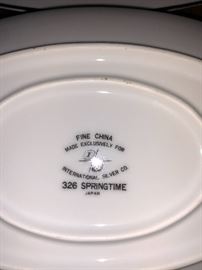 FINE CHINA
MADE EXCLUSIVELY FOR
INTERNATIONAL SILVER CO.
326 SPRINGTIME
JAPAN